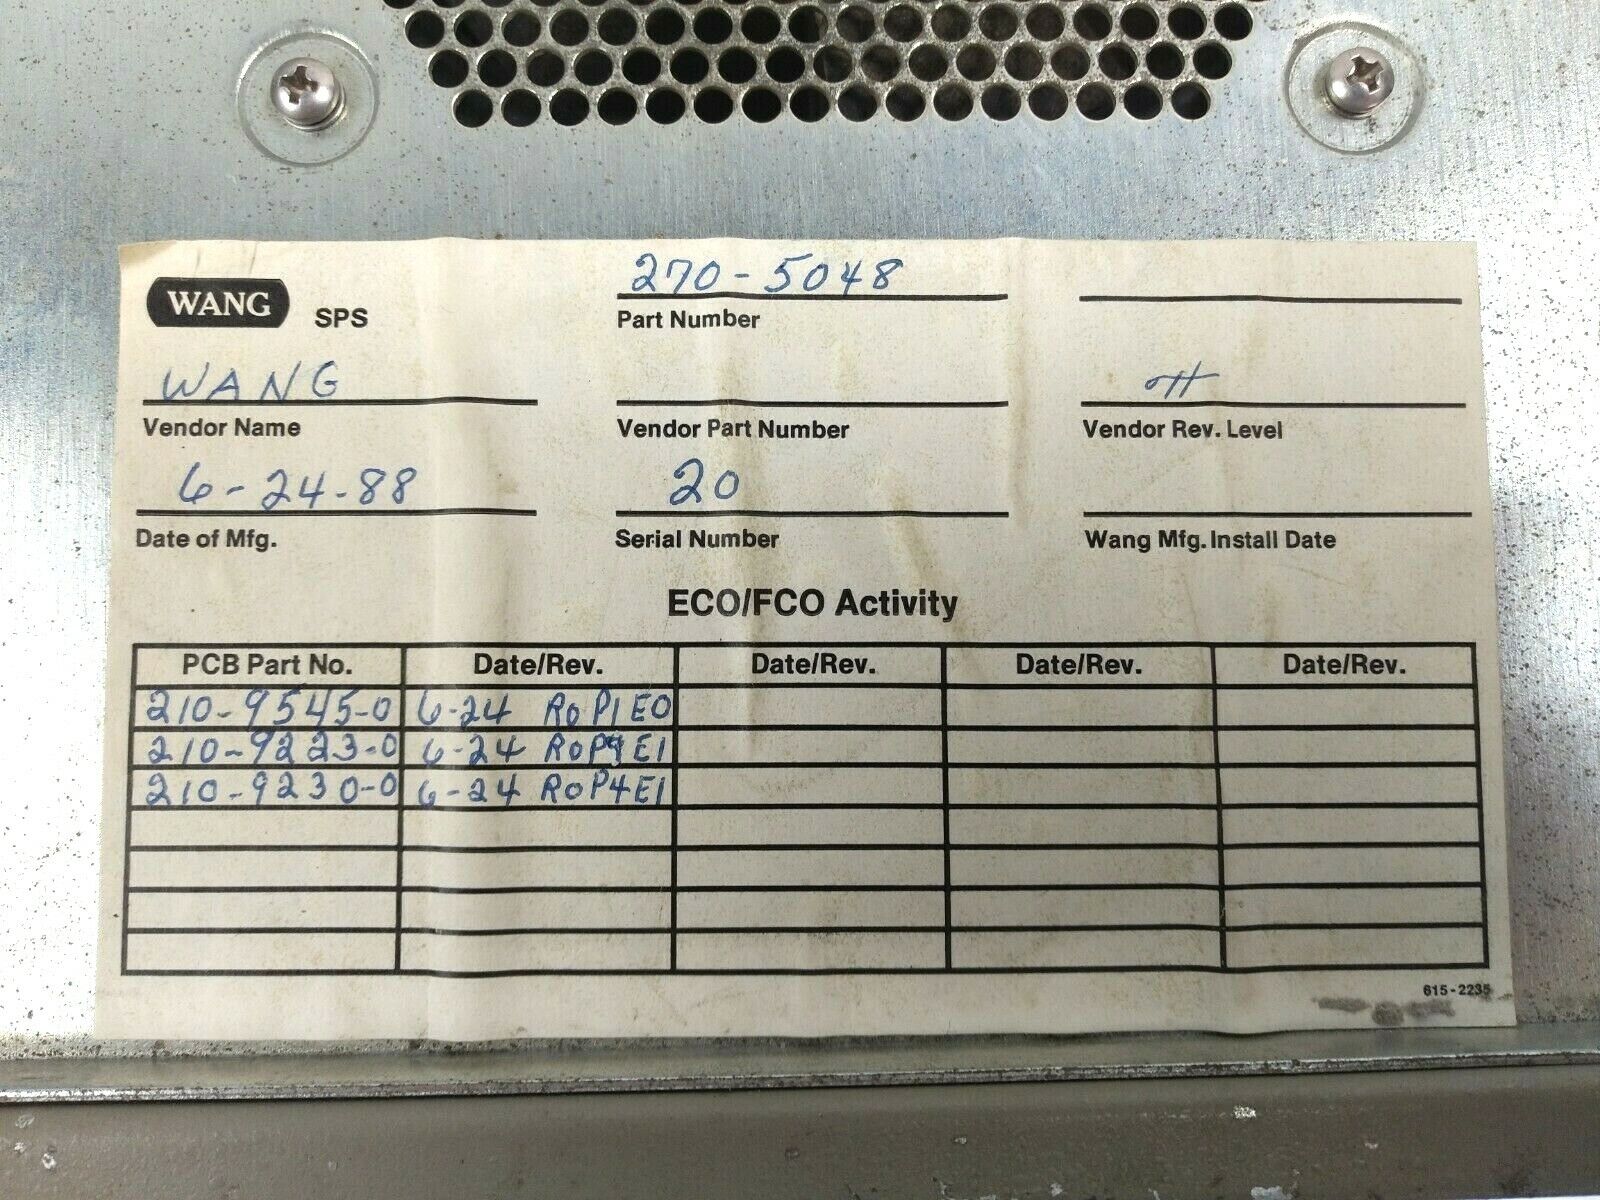 270-5048
WANG SPS
Part Number
WANG
Vendor Name Vendor Part Number Vendor Rev. Level
6-24-88 20
Date of Mfg. Serial Number Wang Mfg. Install Date
ECO/FCO Activity
PCB Part No. Date/Rev. Date/Rev. Date/Rev. Date/Rev.
210-9545-0 6-24 R0P1E0
210-9223-0 6-24 R0P4E1
210-9230-0 6-24 R0P4E1
615-2235